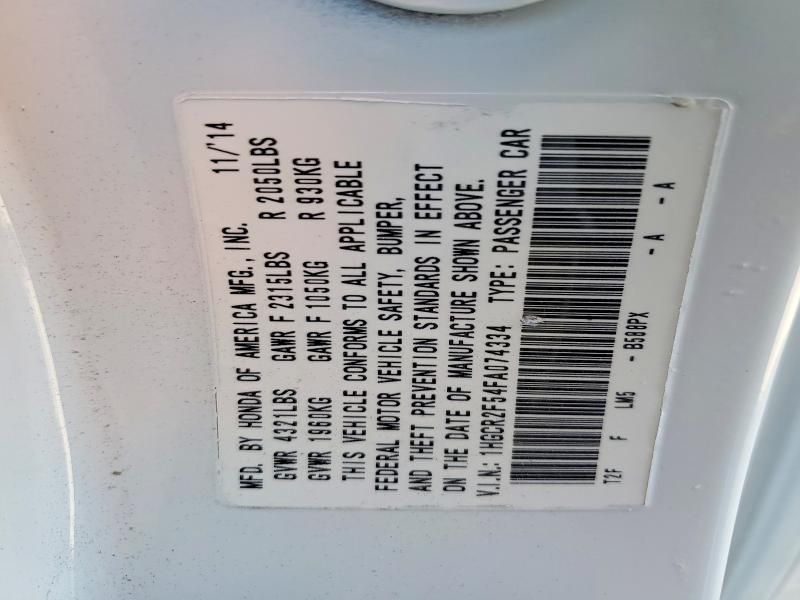 MFD. BY HONDA OF AMERICA MFG., INC. 11/'14
GVWR 4321LBS GAWR F 2315LBS R 2050LBS
GVWR 1960KG GAWR F 1050KG R 930KG
THIS VEHICLE CONFORMS TO ALL APPLICABLE
FEDERAL MOTOR VEHICLE SAFETY, BUMPER,
AND THEFT PREVENTION STANDARDS IN EFFECT
ON THE DATE OF MANUFACTURE SHOWN ABOVE.
V.I.N.: 1HGCR2F54FA074334 TYPE: PASSENGER CAR
T2F F LM5 - B588PX - A - A